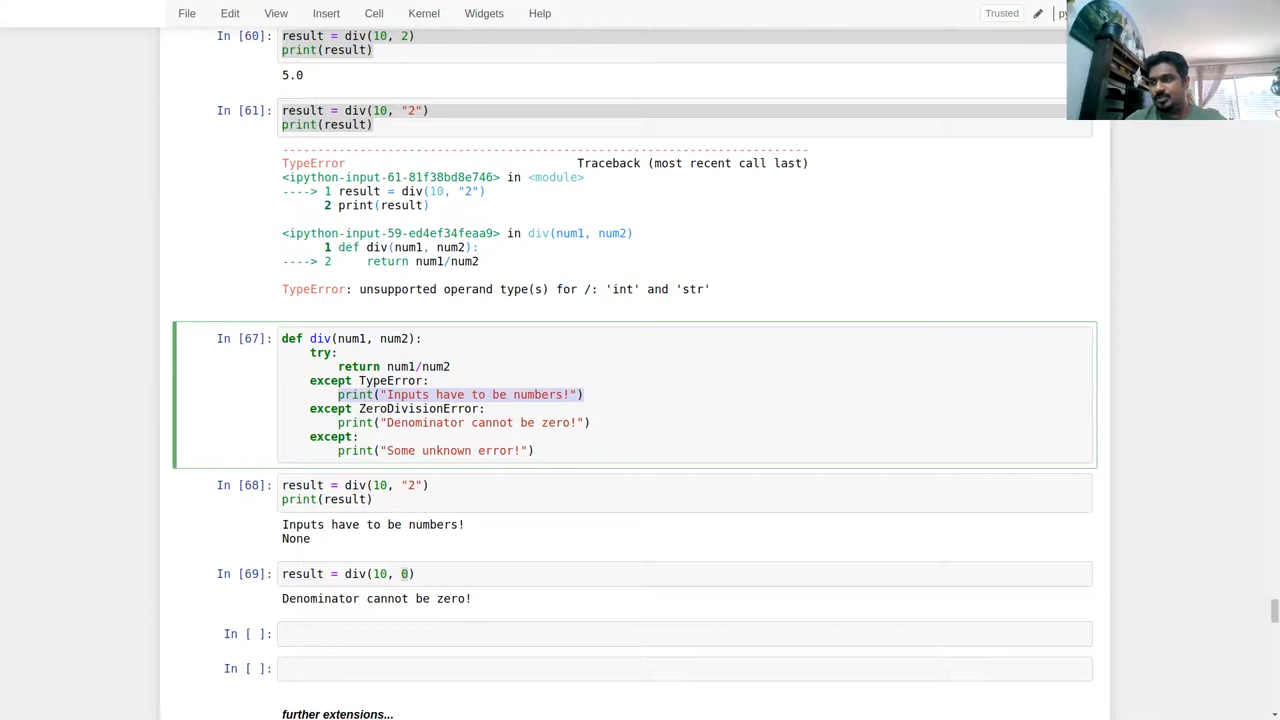 File Edit View Insert Cell Kernel Widgets Help Trusted
In [60]: result = div(10, 2)
print(result)
5.0
In [61]: result = div(10, "2")
print(result)
---------------------------------------------------------------------------
TypeError                                 Traceback (most recent call last)
<ipython-input-61-81f38bd8e746> in <module>
----> 1 result = div(10, "2")
      2 print(result)
<ipython-input-59-ed4ef34feaa9> in div(num1, num2)
      1 def div(num1, num2):
----> 2     return num1/num2
TypeError: unsupported operand type(s) for /: 'int' and 'str'
In [67]: def div(num1, num2):
    try:
        return num1/num2
    except TypeError:
        print("Inputs have to be numbers!")
    except ZeroDivisionError:
        print("Denominator cannot be zero!")
    except:
        print("Some unknown error!")
In [68]: result = div(10, "2")
print(result)
Inputs have to be numbers!
None
In [69]: result = div(10, 0)
Denominator cannot be zero!
In [ ]:
In [ ]:
further extensions...